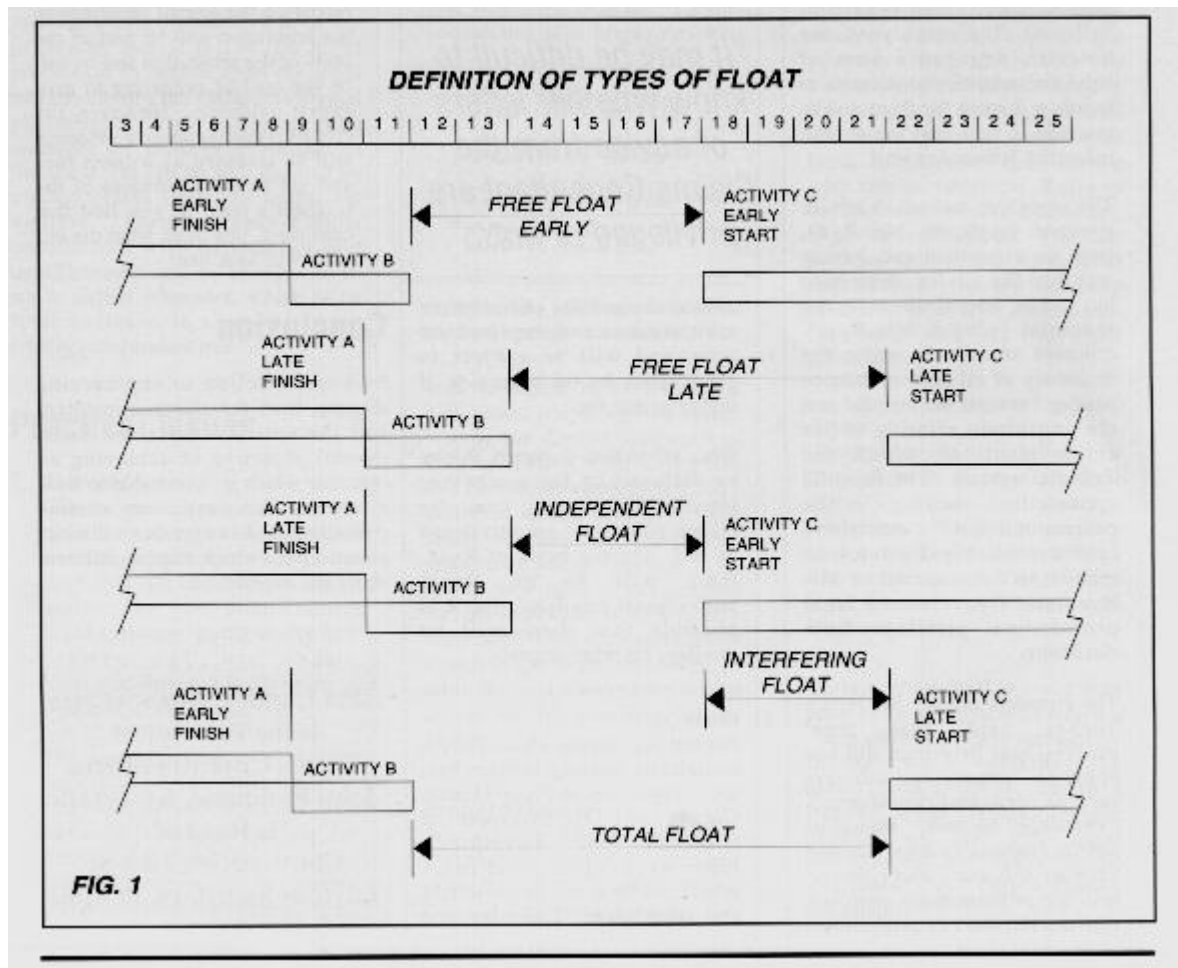 DEFINITION OF TYPES OF FLOAT
3 4 5 6 7 8 9 10 11 12 13 14 15 16 17 18 19 20 21 22 24 25
ACTIVITY A
EARLY
FINISH
FREE FLOAT
EARLY
ACTIVITY C
EARLY
START
ACTIVITY B
ACTIVITY A
LATE
FINISH
FREE FLOAT
LATE
ACTIVITY C
LATE
START
ACTIVITY B
ACTIVITY A
LATE
FINISH
INDEPENDENT
FLOAT
ACTIVITY C
EARLY
START
ACTIVITY B
INTERFERING
FLOAT
ACTIVITY A
EARLY
FINISH
ACTIVITY C
LATE
START
ACTIVITY B
TOTAL FLOAT
FIG. 1